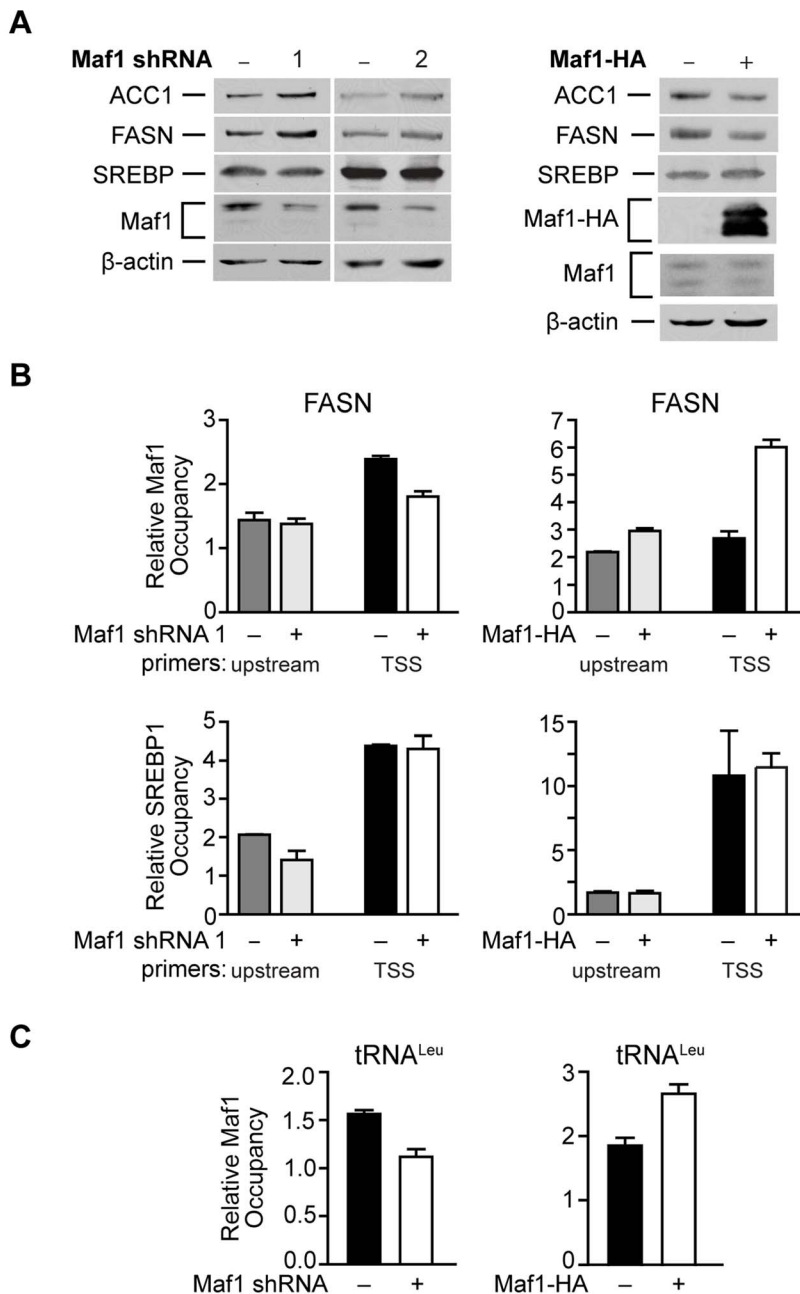 A
Maf1 shRNA – 1 – 2
ACC1
FASN
SREBP
Maf1
β-actin
Maf1-HA – +
ACC1
FASN
SREBP
Maf1-HA
Maf1
β-actin
B
FASN
Relative Maf1
Occupancy
3
2
1
0
Maf1 shRNA 1 – + – +
primers: upstream TSS
FASN
7
6
5
4
3
2
1
0
Maf1-HA – + – +
upstream TSS
Relative SREBP1
Occupancy
5
4
3
2
1
0
Maf1 shRNA 1 – + – +
primers: upstream TSS
15
10
5
0
Maf1-HA – + – +
upstream TSS
C
tRNA^Leu
Relative Maf1
Occupancy
2.0
1.5
1.0
0.5
0.0
Maf1 shRNA – +
tRNA^Leu
3
2
1
0
Maf1-HA – +